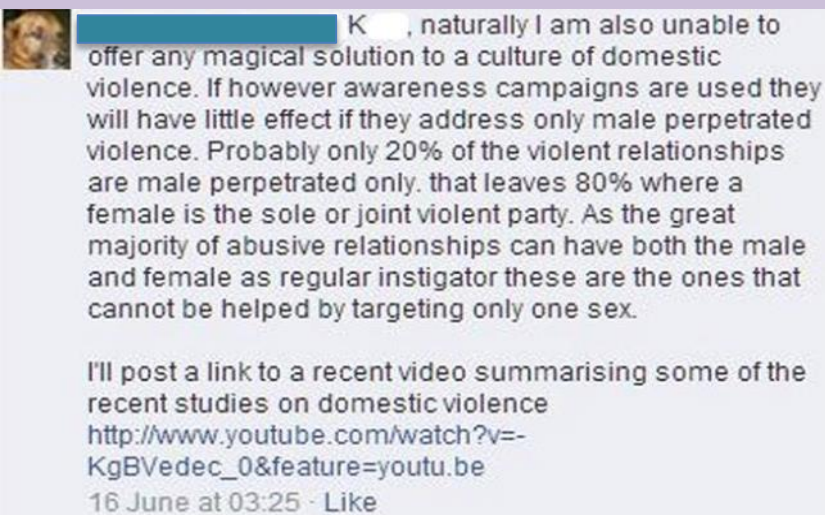 K , naturally I am also unable to
offer any magical solution to a culture of domestic
violence. If however awareness campaigns are used they
will have little effect if they address only male perpetrated
violence. Probably only 20% of the violent relationships
are male perpetrated only. that leaves 80% where a
female is the sole or joint violent party. As the great
majority of abusive relationships can have both the male
and female as regular instigator these are the ones that
cannot be helped by targeting only one sex.
I'll post a link to a recent video summarising some of the
recent studies on domestic violence
http://www.youtube.com/watch?v=-
KgBVedec_0&feature=youtu.be
16 June at 03:25 · Like